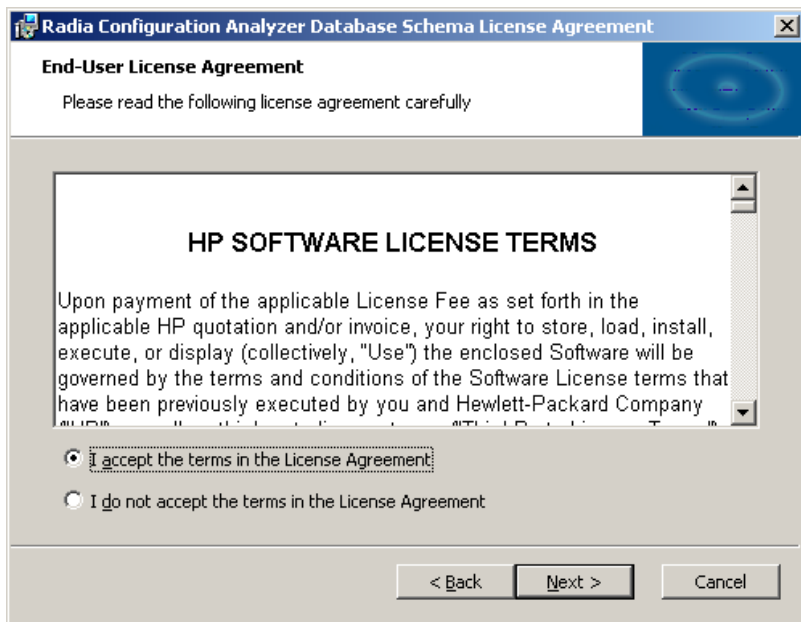 Radia Configuration Analyzer Database Schema License Agreement
End-User License Agreement
Please read the following license agreement carefully
HP SOFTWARE LICENSE TERMS
Upon payment of the applicable License Fee as set forth in the
applicable HP quotation and/or invoice, your right to store, load, install,
execute, or display (collectively, "Use") the enclosed Software will be
governed by the terms and conditions of the Software License terms that
have been previously executed by you and Hewlett-Packard Company
I accept the terms in the License Agreement
I do not accept the terms in the License Agreement
< Back
Next >
Cancel